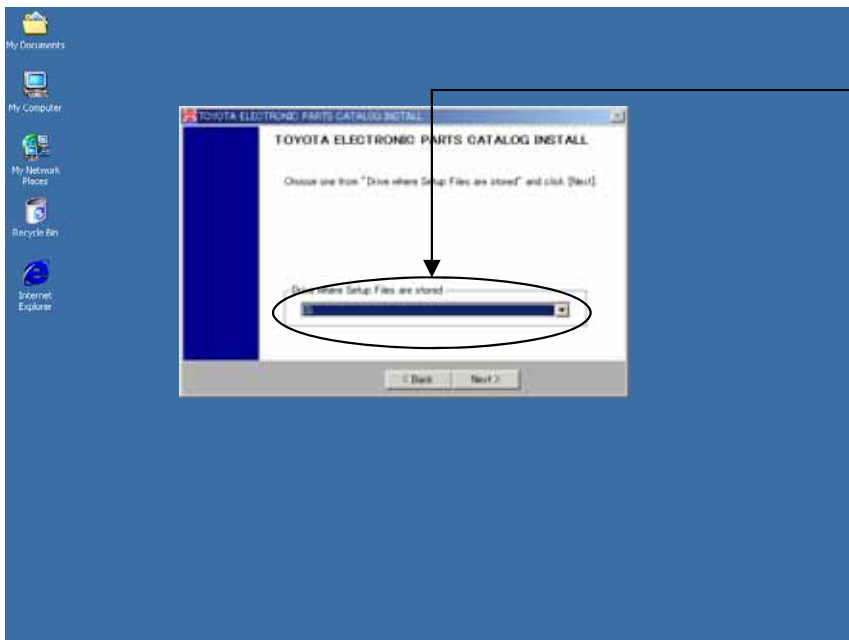 My Documents
My Computer
My Network
Places
Recycle Bin
Internet
Explorer
TOYOTA ELECTRONIC PARTS CATALOG INSTALL
TOYOTA ELECTRONIC PARTS CATALOG INSTALL
Choose one from "Drive where Setup Files are stored" and click [Next].
Drive where Setup Files are stored
< Back
Next >